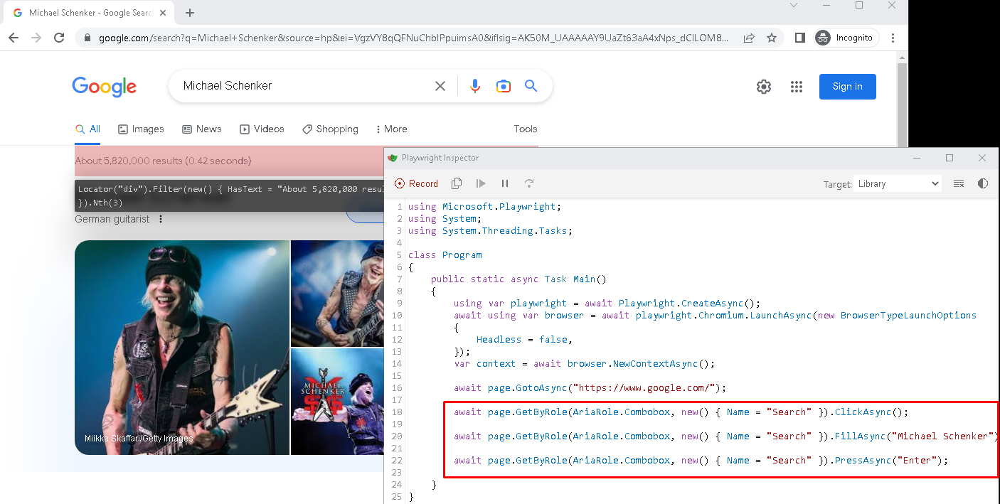 Michael Schenker - Google Searc
google.com/search?q=Michael+Schenker&source=hp&ei=
Incognito
Google
Michael Schenker
Sign in
All Images News Videos Shopping More Tools
About 5,820,000 results (0.42 seconds)
Locator("div").Filter(new() { HasText = "About 5,820,000 resul
}).Nth(3)
German guitarist
MICHAEL
SCHENKER
Miikka Skaffari/Getty Images
Playwright Inspector
Record
Target: Library
1 using Microsoft.Playwright;
2 using System;
3 using System.Threading.Tasks;
4
5 class Program
6 {
7 public static async Task Main()
8 {
9 using var playwright = await Playwright.CreateAsync();
10 await using var browser = await playwright.Chromium.LaunchAsync(new BrowserTypeLaunchOptions
11 {
12 Headless = false,
13 });
14 var context = await browser.NewContextAsync();
15
16 await page.GotoAsync("https://www.google.com/");
17
18 await page.GetByRole(AriaRole.Combobox, new() { Name = "Search" }).ClickAsync();
19
20 await page.GetByRole(AriaRole.Combobox, new() { Name = "Search" }).FillAsync("Michael Schenker")
21
22 await page.GetByRole(AriaRole.Combobox, new() { Name = "Search" }).PressAsync("Enter");
23
24 }
25 }